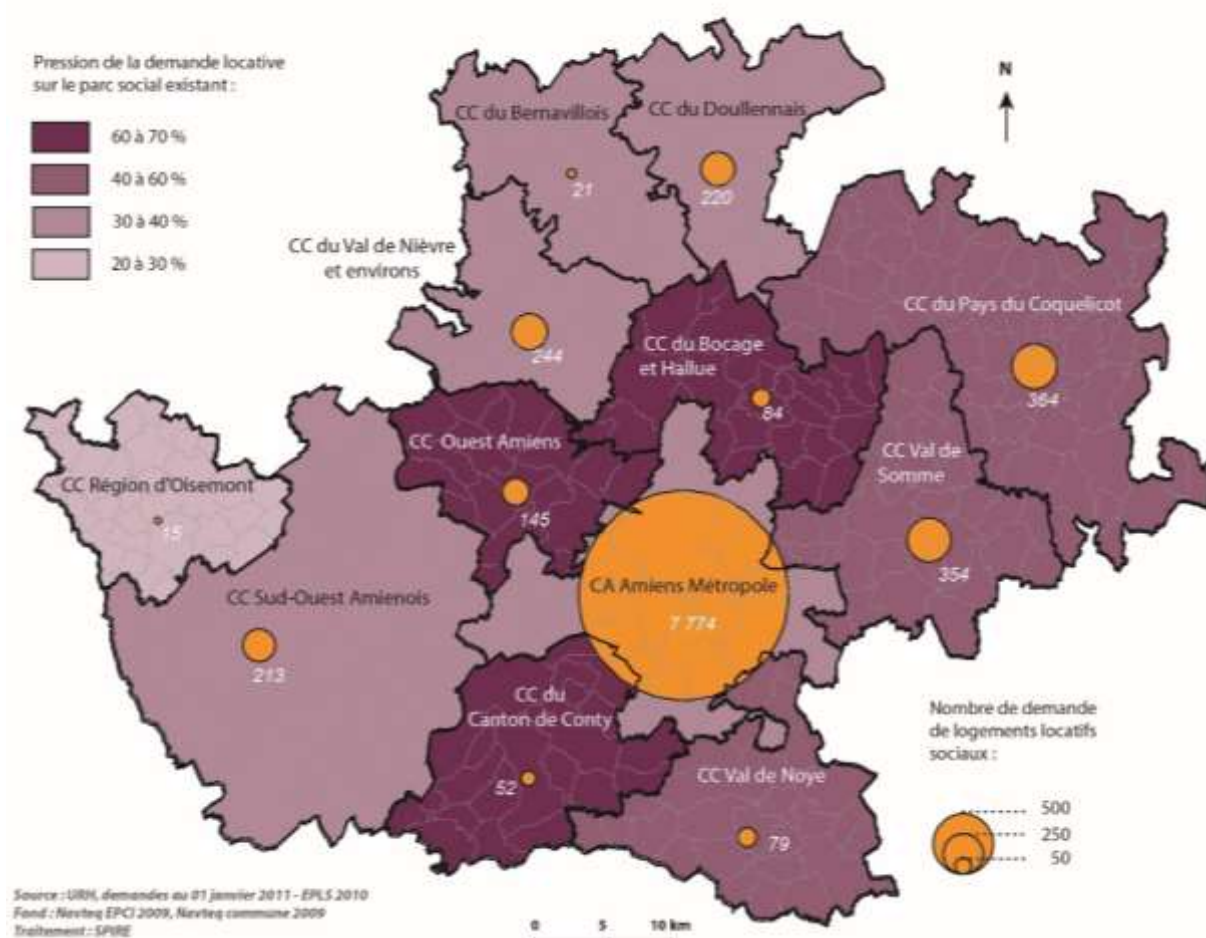 Pression de la demande locative
sur le parc social existant :
60 à 70 %
40 à 60 %
30 à 40 %
20 à 30 %
N
CC du Bernavillois
21
CC du Doullennais
220
CC du Val de Nièvre
et environs
244
CC du Pays du Coquelicot
364
CC du Bocage
et Hallue
84
CC Ouest Amiens
145
CC Val de
Somme
354
CC Région d'Oisemont
15
CC Sud-Ouest Amienois
213
CA Amiens Métropole
7 774
CC du
Canton de Conty
52
CC Val de Noye
79
Nombre de demande
de logements locatifs
sociaux :
500
250
50
Source : URH, demandes au 01 janvier 2011 - EPLS 2010
Fond : Navteq EPCI 2009, Navteq commune 2009
Traitement : SPIRE
0 5 10 km